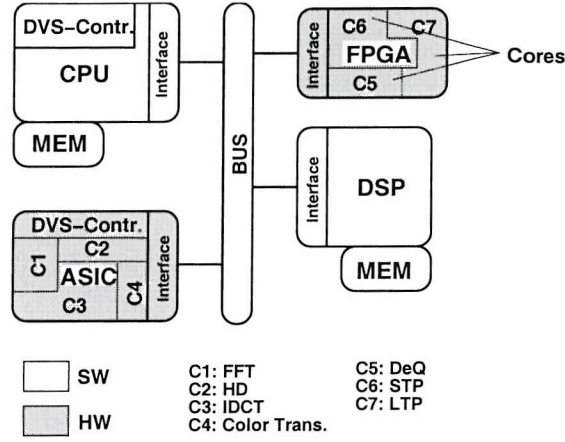 DVS-Contr.
CPU
Interface
MEM
BUS
Interface
C6
C7
FPGA
C5
Cores
Interface
DSP
MEM
DVS-Contr.
C1
C2
ASIC
C3
C4
Interface
SW
HW
C1: FFT
C2: HD
C3: IDCT
C4: Color Trans.
C5: DeQ
C6: STP
C7: LTP